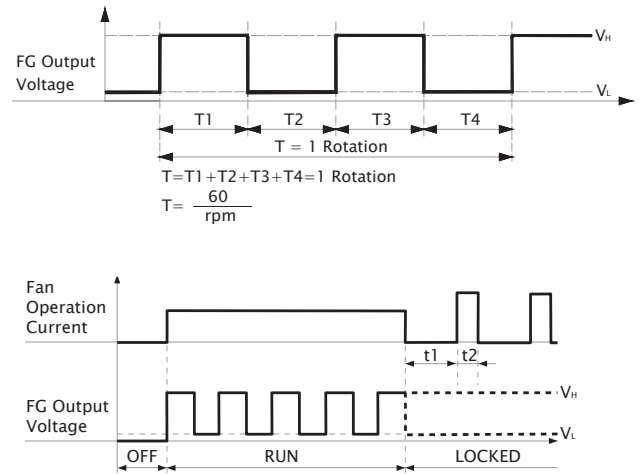 FG Output
Voltage
VH
VL
T1 T2 T3 T4
T = 1 Rotation
T=T1+T2+T3+T4=1 Rotation
T= 60
rpm
Fan
Operation
Current
t1 t2
FG Output
Voltage
VH
VL
OFF RUN LOCKED